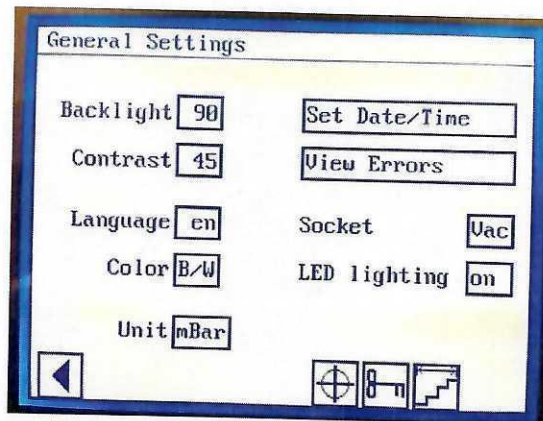 General Settings
Backlight 90
Set Date/Time
Contrast 45
View Errors
Language en
Socket Vac
Color B/W
LED lighting on
Unit mBar